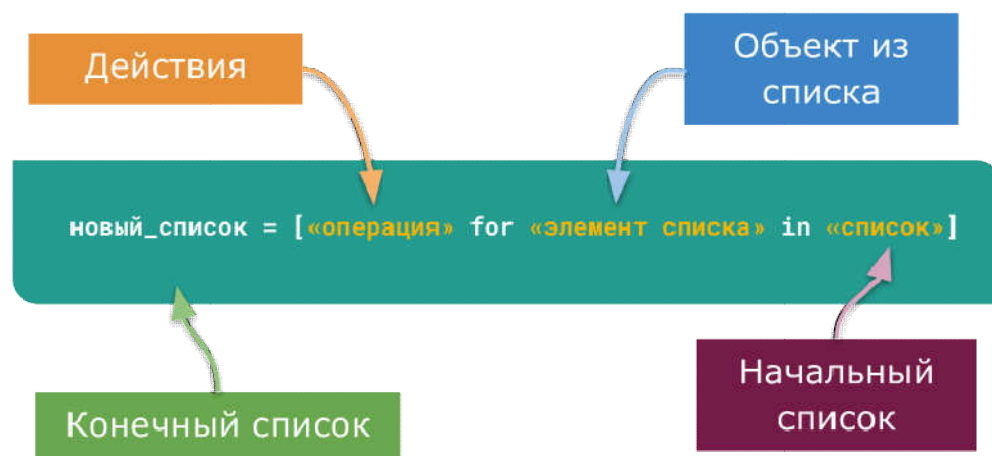 Действия
Объект из
списка
новый_список = [«операция» for «элемент списка» in «список»]
Начальный
список
Конечный список